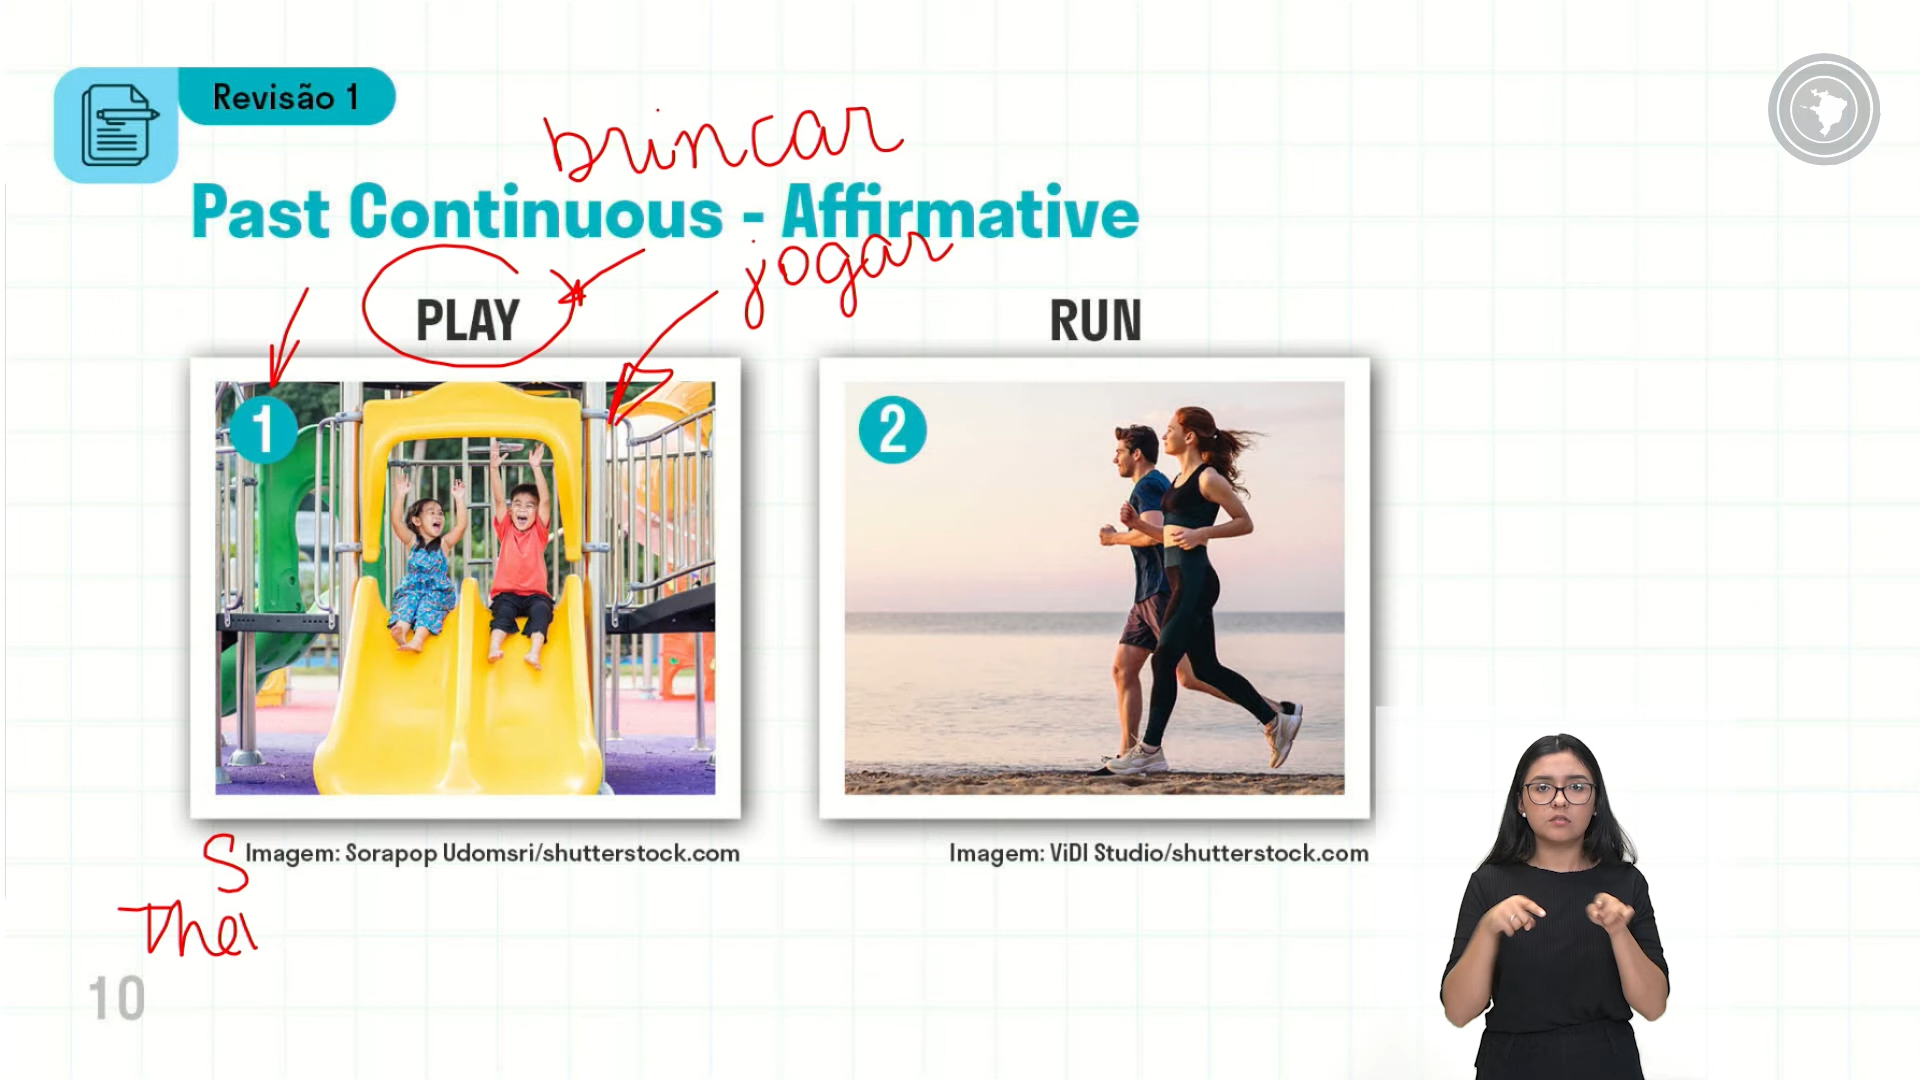 Revisão 1
brincar
Past Continuous - Affirmative
jogar
PLAY
RUN
1
2
Imagem: Sorapop Udomsri/shutterstock.com
Imagem: ViDI Studio/shutterstock.com
S
The
10